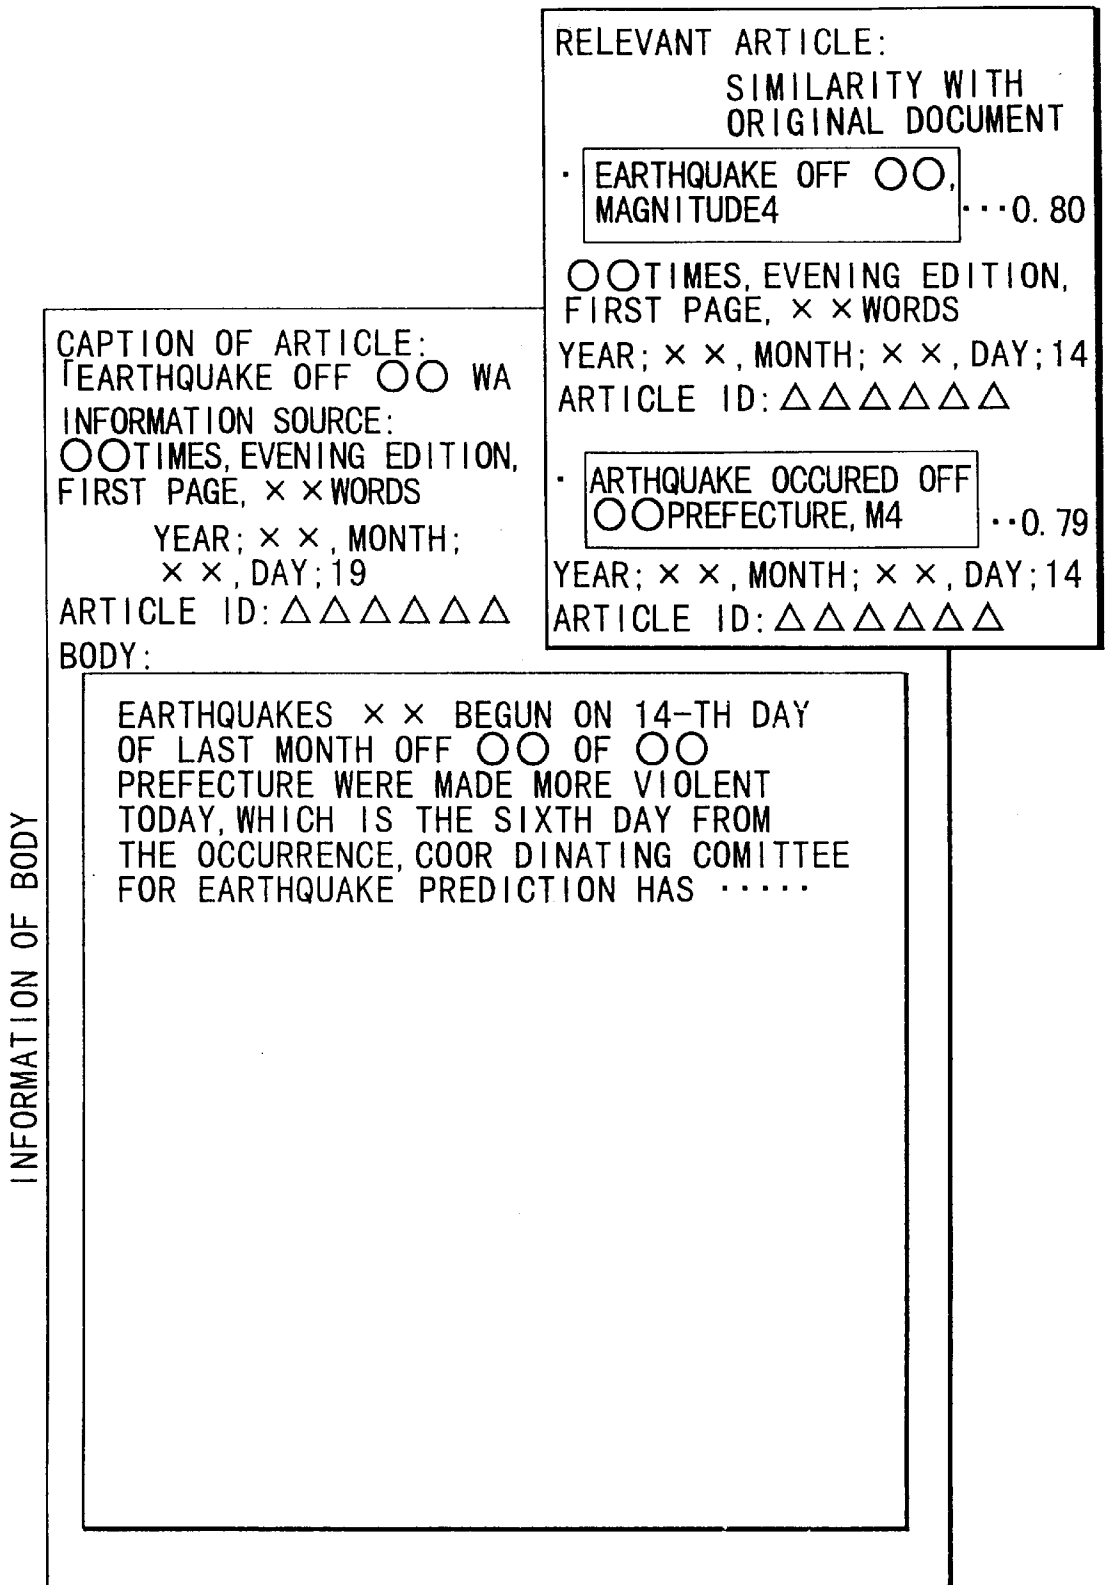 RELEVANT ARTICLE:
SIMILARITY WITH
ORIGINAL DOCUMENT
· EARTHQUAKE OFF ○○,
MAGNITUDE4 ···0.80
○○TIMES, EVENING EDITION,
FIRST PAGE, × ×WORDS
YEAR; × ×, MONTH; × ×, DAY;14
ARTICLE ID:△△△△△△
· ARTHQUAKE OCCURED OFF
○○PREFECTURE, M4 ··0.79
YEAR; × ×, MONTH; × ×, DAY;14
ARTICLE ID:△△△△△△
CAPTION OF ARTICLE:
「EARTHQUAKE OFF ○○ WA
INFORMATION SOURCE:
○○TIMES, EVENING EDITION,
FIRST PAGE, × ×WORDS
YEAR; × ×, MONTH;
× ×, DAY;19
ARTICLE ID:△△△△△△
BODY:
EARTHQUAKES × × BEGUN ON 14-TH DAY
OF LAST MONTH OFF ○○ OF ○○
PREFECTURE WERE MADE MORE VIOLENT
TODAY, WHICH IS THE SIXTH DAY FROM
THE OCCURRENCE, COOR DINATING COMITTEE
FOR EARTHQUAKE PREDICTION HAS ·····
INFORMATION OF BODY